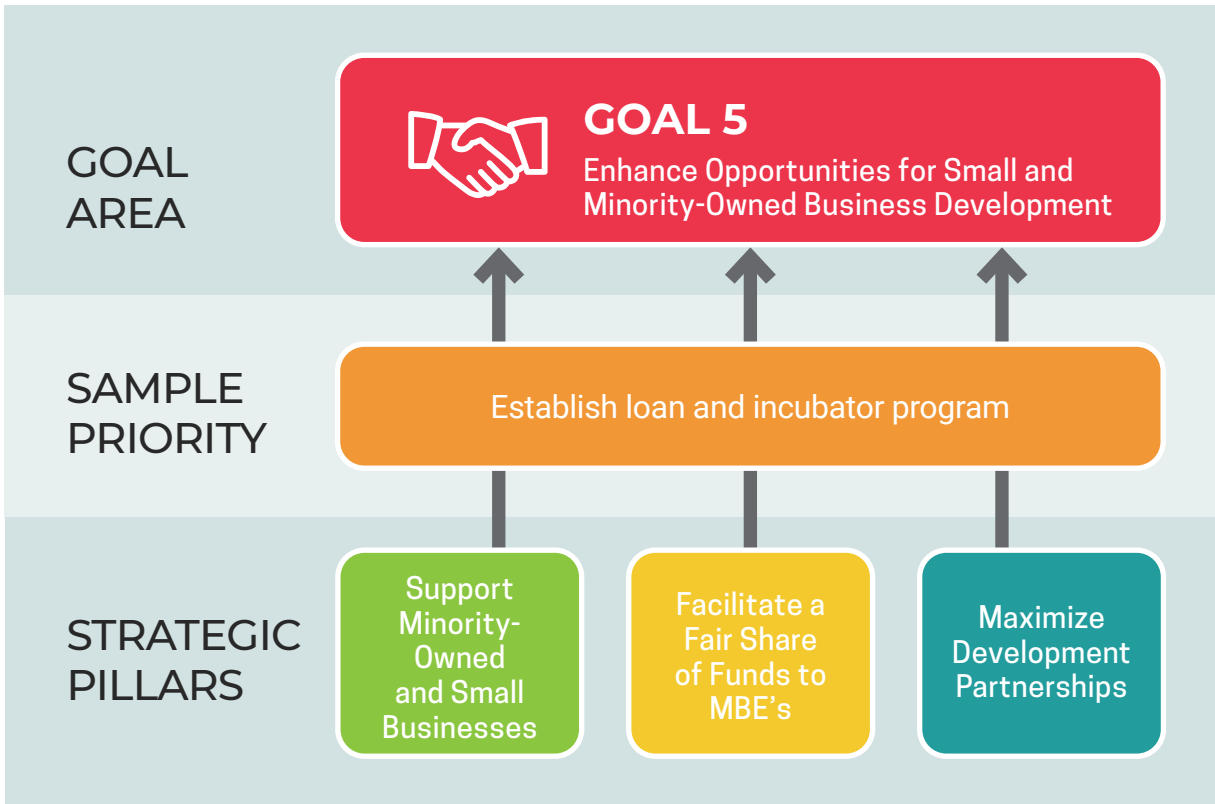 GOAL
AREA
GOAL 5
Enhance Opportunities for Small and
Minority-Owned Business Development
SAMPLE
PRIORITY
Establish loan and incubator program
STRATEGIC
PILLARS
Support
Minority-
Owned
and Small
Businesses
Facilitate a
Fair Share
of Funds to
MBE’s
Maximize
Development
Partnerships